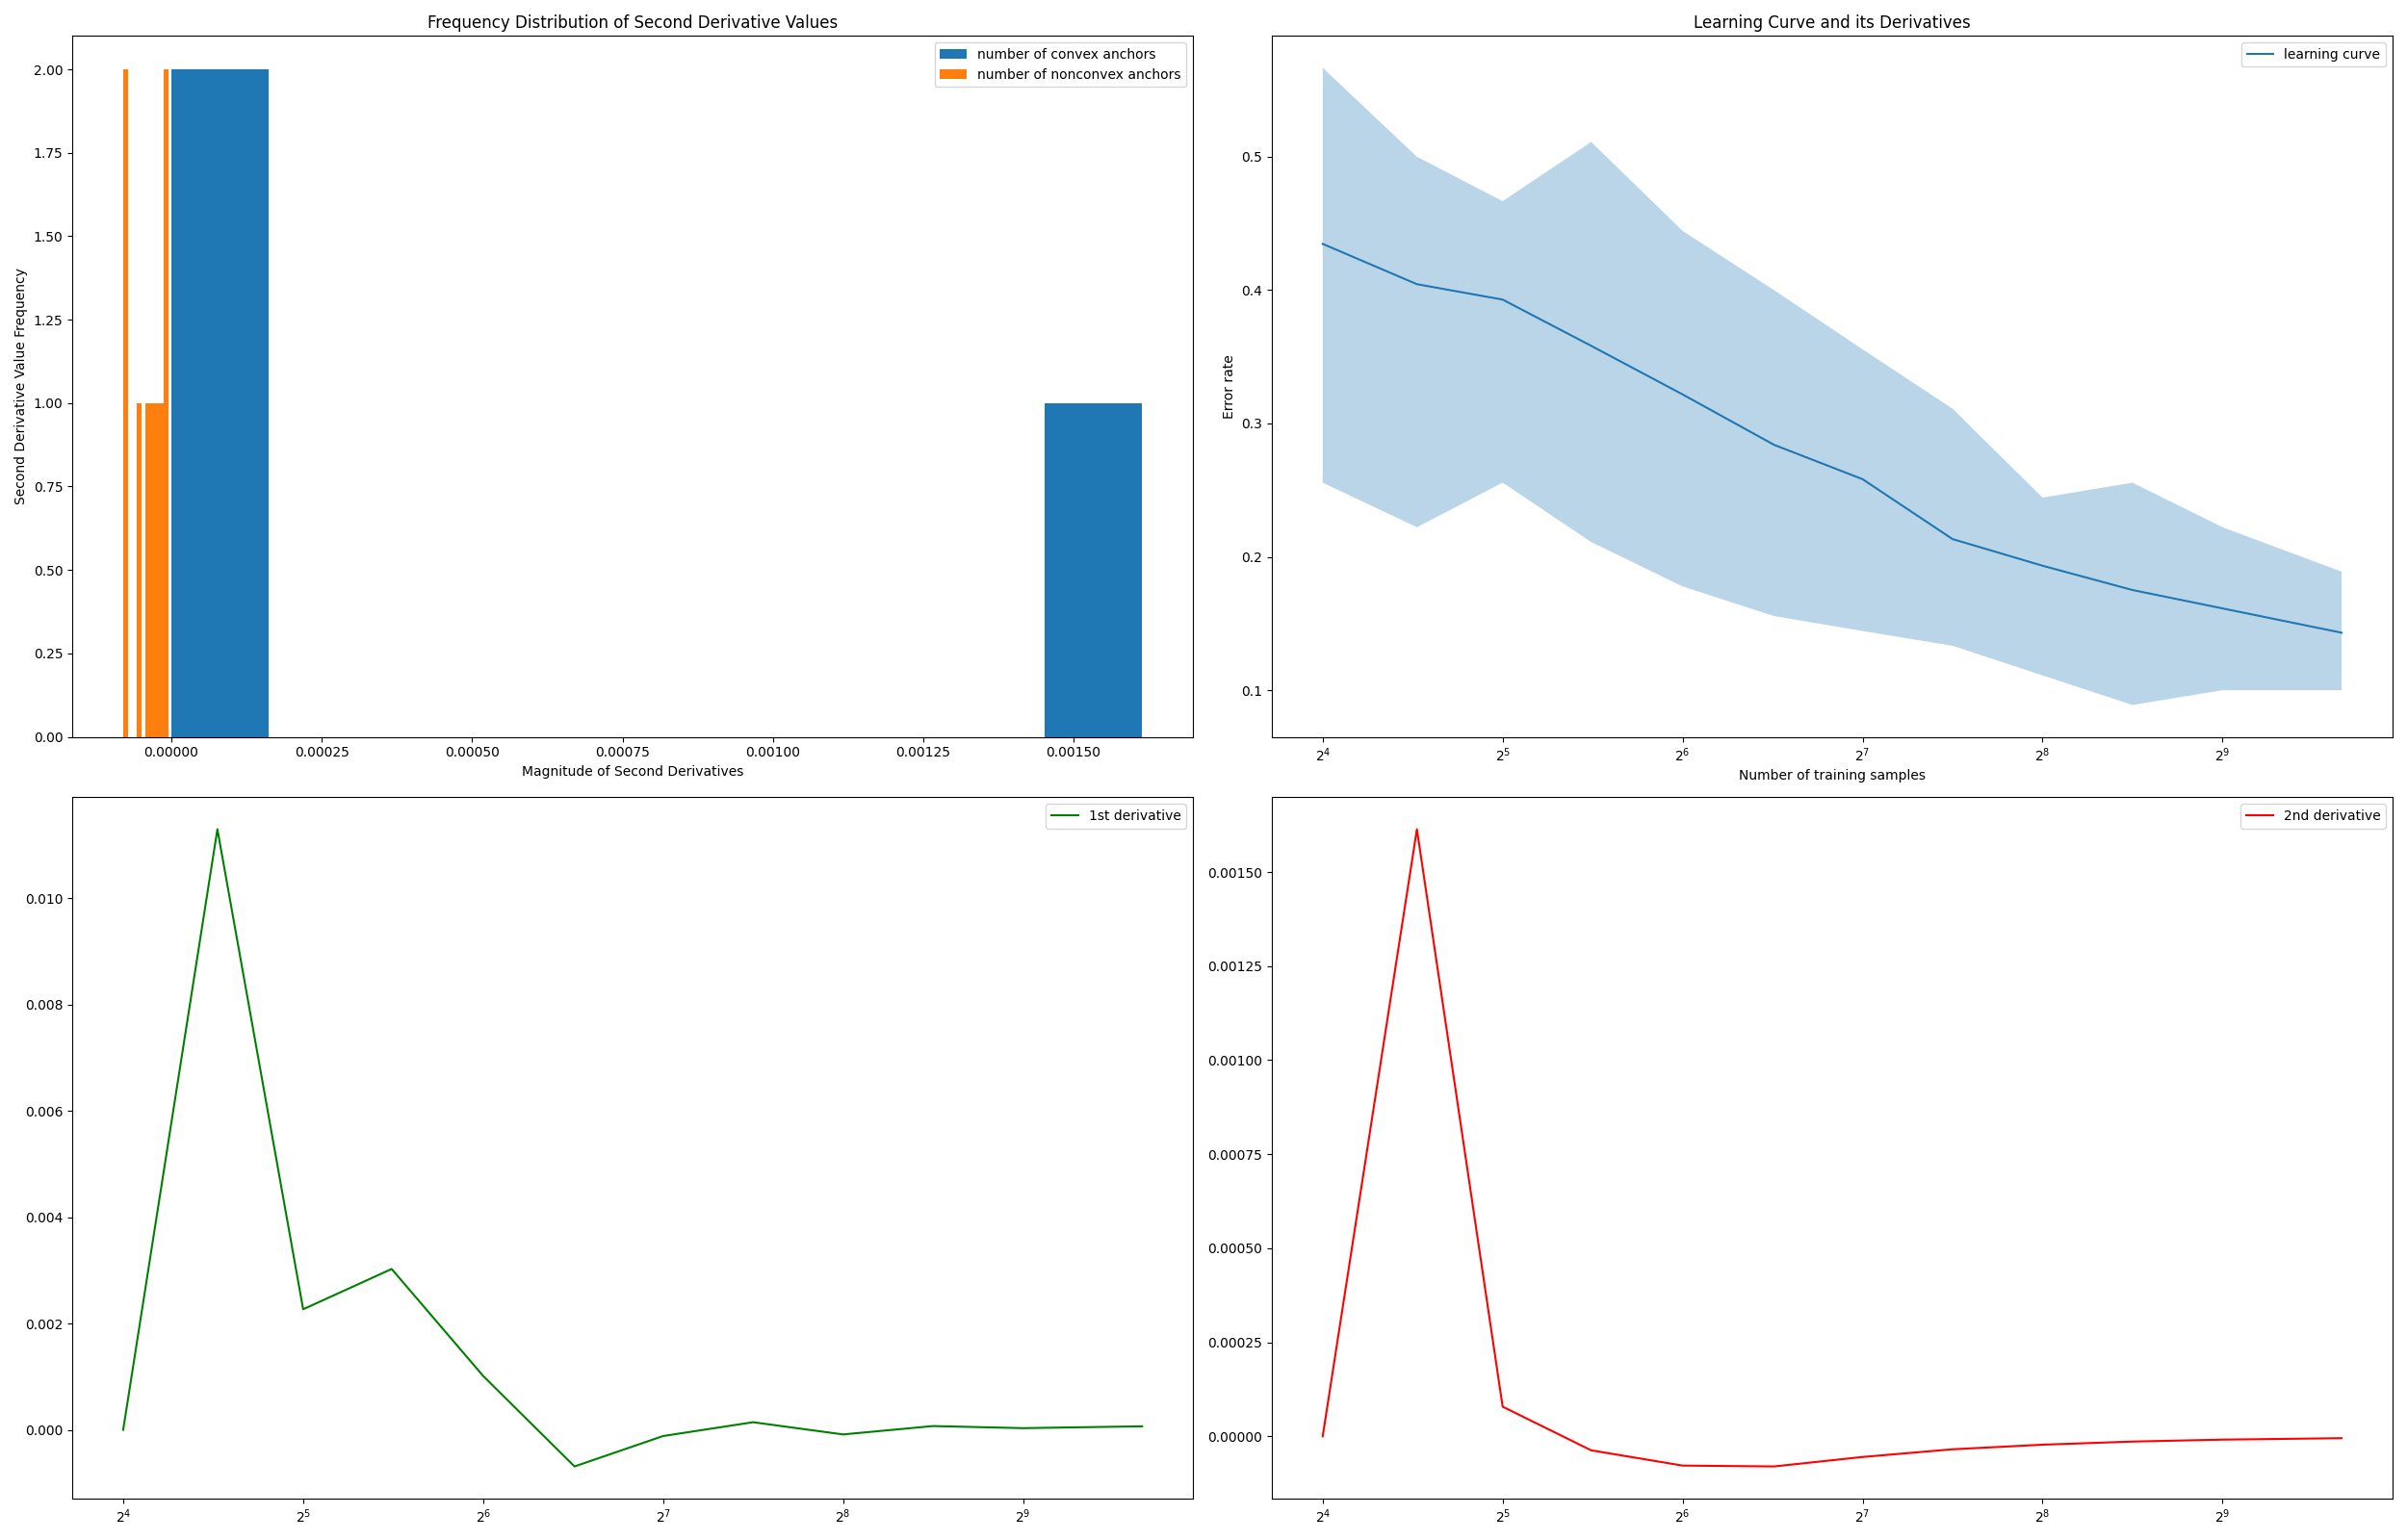 Frequency Distribution of Second Derivative Values
number of convex anchors
number of nonconvex anchors
2.00
1.75
1.50
1.25
1.00
0.75
0.50
0.25
0.00
Second Derivative Value Frequency
0.00000 0.00025 0.00050 0.00075 0.00100 0.00125 0.00150
Magnitude of Second Derivatives
Learning Curve and its Derivatives
learning curve
0.5
0.4
0.3
0.2
0.1
Error rate
2⁴ 2⁵ 2⁶ 2⁷ 2⁸ 2⁹
Number of training samples
1st derivative
0.010
0.008
0.006
0.004
0.002
0.000
2⁴ 2⁵ 2⁶ 2⁷ 2⁸ 2⁹
2nd derivative
0.00150
0.00125
0.00100
0.00075
0.00050
0.00025
0.00000
2⁴ 2⁵ 2⁶ 2⁷ 2⁸ 2⁹